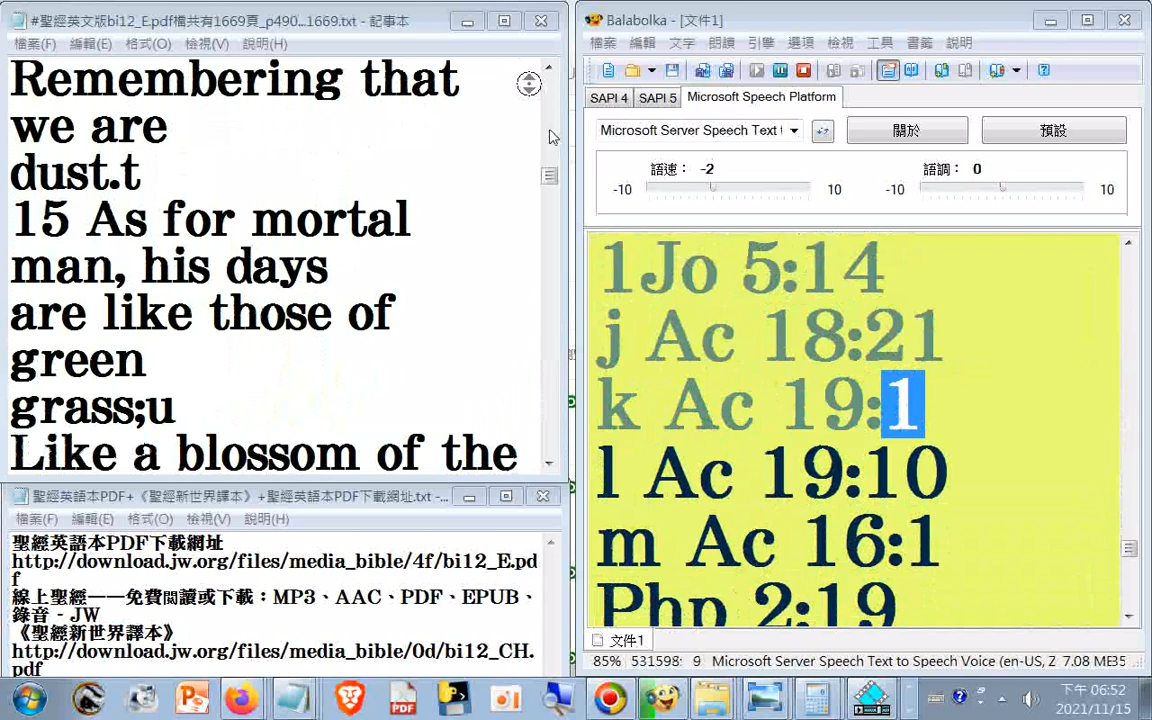 #聖經英文版bi12_E.pdf檔共有1669頁_p490...1669.txt - 記事本
檔案(F) 編輯(E) 格式(O) 檢視(V) 說明(H)
Remembering that
we are
dust.t
15 As for mortal
man, his days
are like those of
green
grass;u
Like a blossom of the
聖經英語本PDF+《聖經新世界譯本》+聖經英語本PDF下載網址.txt - ...
檔案(F) 編輯(E) 格式(O) 檢視(V) 說明(H)
聖經英語本PDF下載網址
http://download.jw.org/files/media_bible/4f/bi12_E.pd
f
線上聖經——免費閱讀或下載：MP3、AAC、PDF、EPUB、
錄音 - JW
《聖經新世界譯本》
http://download.jw.org/files/media_bible/0d/bi12_CH.
pdf
Balabolka - [文件1]
檔案 編輯 文字 朗讀 引擎 選項 檢視 工具 書籤 說明
SAPI 4 SAPI 5 Microsoft Speech Platform
Microsoft Server Speech Text t 關於 預設
語速： -2 語調： 0
-10 10 -10 10
1Jo 5:14
j Ac 18:21
k Ac 19:1
l Ac 19:10
m Ac 16:1
Php 2:19
文件1
85% 531598: 9 Microsoft Server Speech Text to Speech Voice (en-US, Z 7.08 ME35
PDF
下午 06:52
2021/11/15